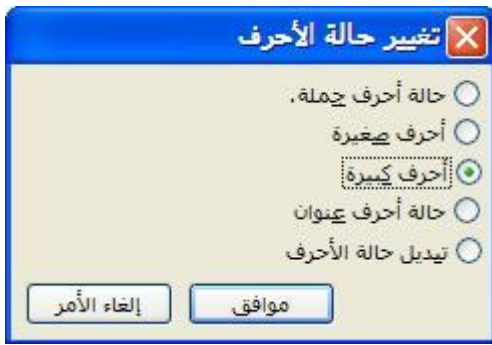 تغيير حالة الأحرف
حالة أحرف جملة.
أحرف صغيرة
أحرف كبيرة
حالة أحرف عنوان
تبديل حالة الأحرف
موافق
إلغاء الأمر